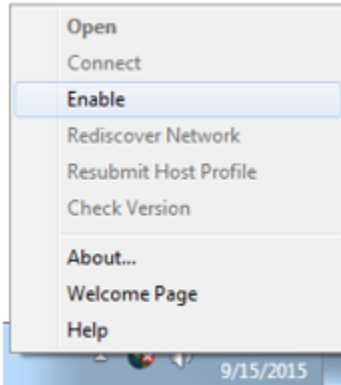 Open
Connect
Enable
Rediscover Network
Resubmit Host Profile
Check Version
About...
Welcome Page
Help
9/15/2015